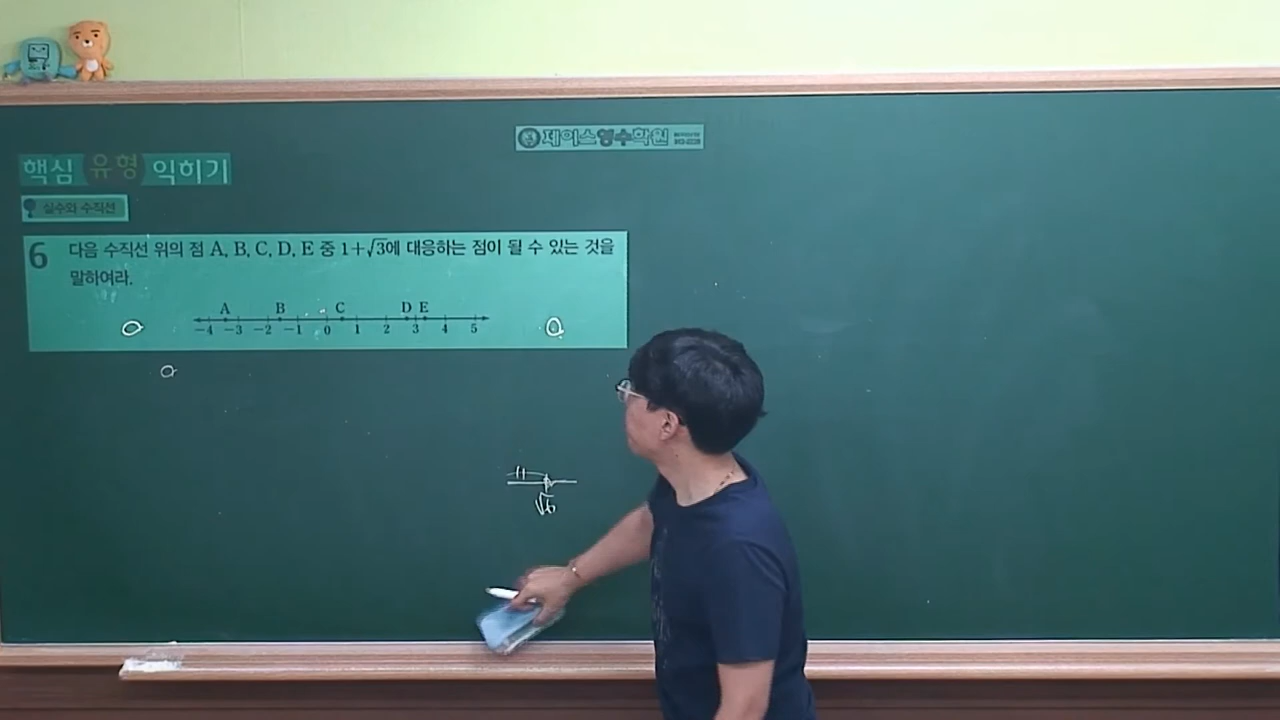 제이스영수학원
핵심 유형 익히기
실수와 수직선
6 다음 수직선 위의 점 A, B, C, D, E 중 1+√3에 대응하는 점이 될 수 있는 것을
말하여라.
A B C D E
-4 -3 -2 -1 0 1 2 3 4 5